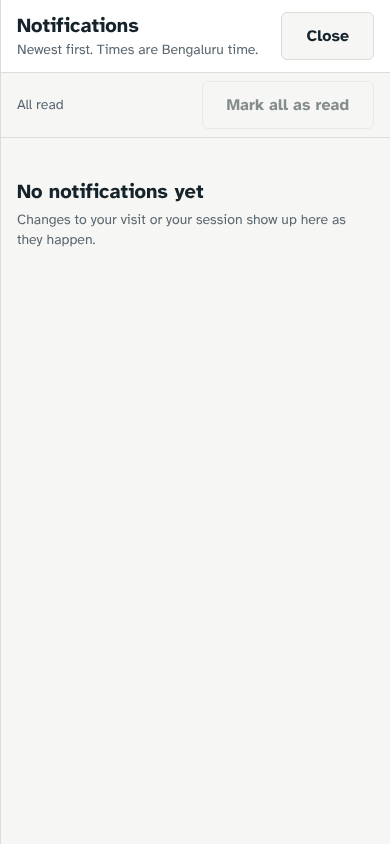 Notifications
Newest first. Times are Bengaluru time.
Close
All read
Mark all as read
No notifications yet
Changes to your visit or your session show up here as
they happen.